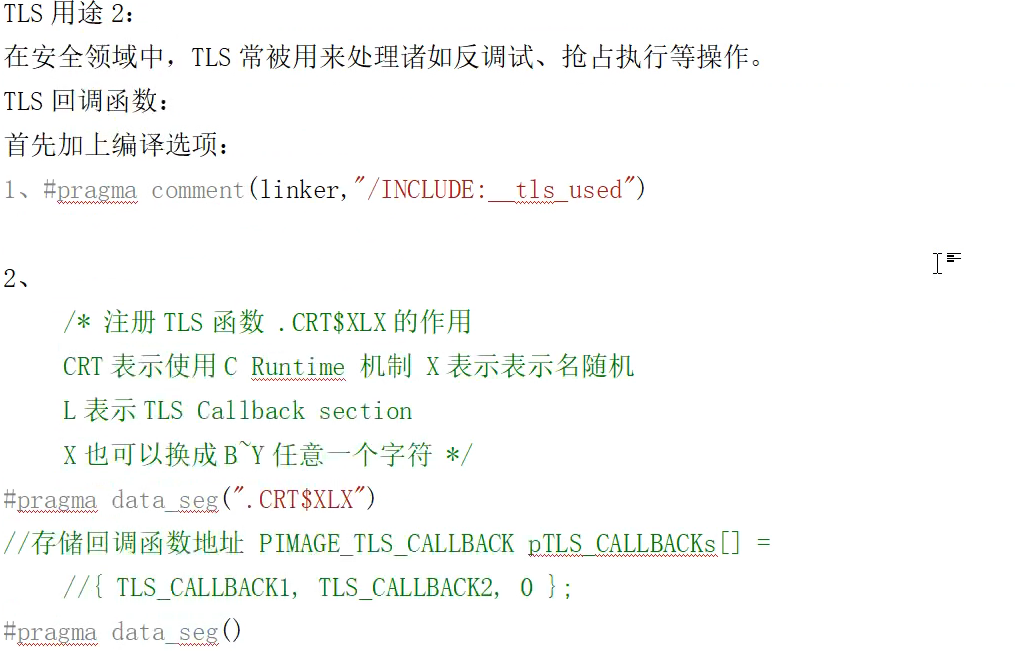 TLS 用途 2：
在安全领域中，TLS 常被用来处理诸如反调试、抢占执行等操作。
TLS 回调函数：
首先加上编译选项：
1、#pragma comment(linker,"/INCLUDE:__tls_used")
2、
/* 注册 TLS 函数 .CRT$XLX 的作用
CRT 表示使用 C Runtime 机制 X 表示表示名随机
L 表示 TLS Callback section
X 也可以换成 B~Y 任意一个字符 */
#pragma data_seg(".CRT$XLX")
//存储回调函数地址 PIMAGE_TLS_CALLBACK pTLS_CALLBACKs[] =
//{ TLS_CALLBACK1, TLS_CALLBACK2, 0 };
#pragma data_seg()